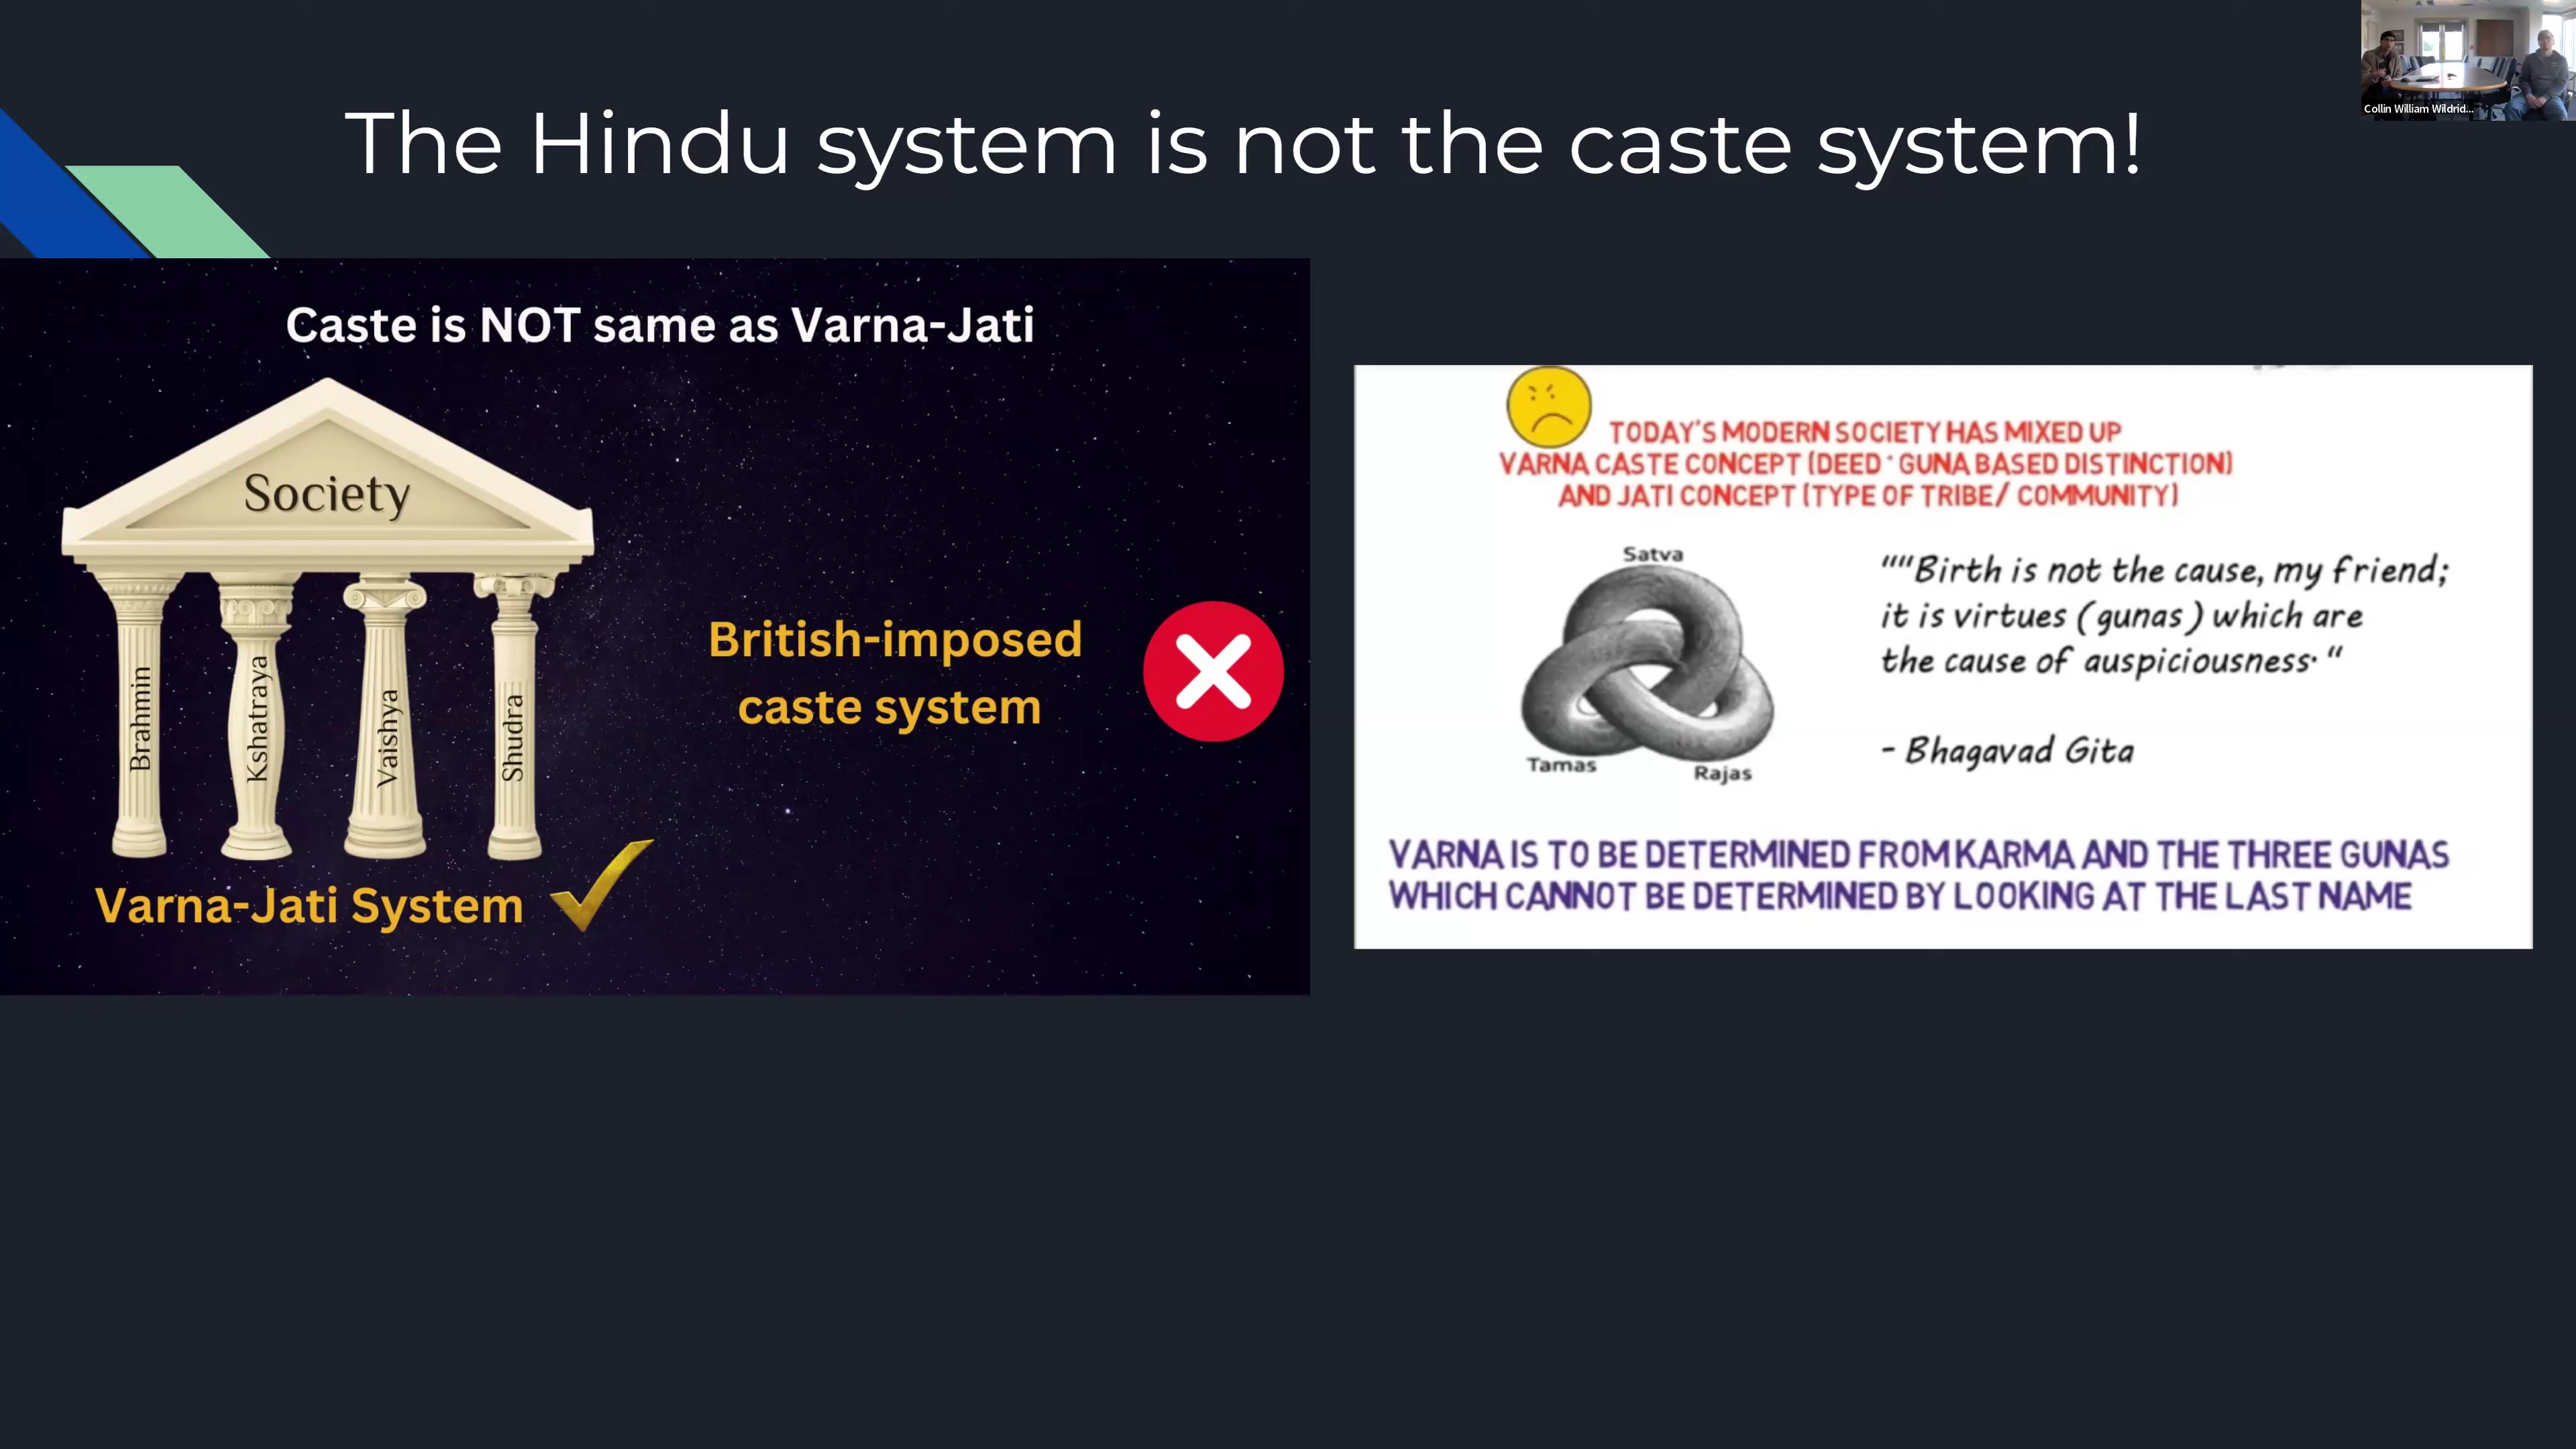 The Hindu system is not the caste system!
Collin William Wildrid...
Caste is NOT same as Varna-Jati
Society
Brahmin
Kshatraya
Vaishya
Shudra
Varna-Jati System
British-imposed
caste system
TODAY'S MODERN SOCIETY HAS MIXED UP
VARNA CASTE CONCEPT (DEED · GUNA BASED DISTINCTION)
AND JATI CONCEPT (TYPE OF TRIBE/ COMMUNITY)
Satva
Tamas
Rajas
""Birth is not the cause, my friend;
it is virtues (gunas) which are
the cause of auspiciousness· "
- Bhagavad Gita
VARNA IS TO BE DETERMINED FROM KARMA AND THE THREE GUNAS
WHICH CANNOT BE DETERMINED BY LOOKING AT THE LAST NAME